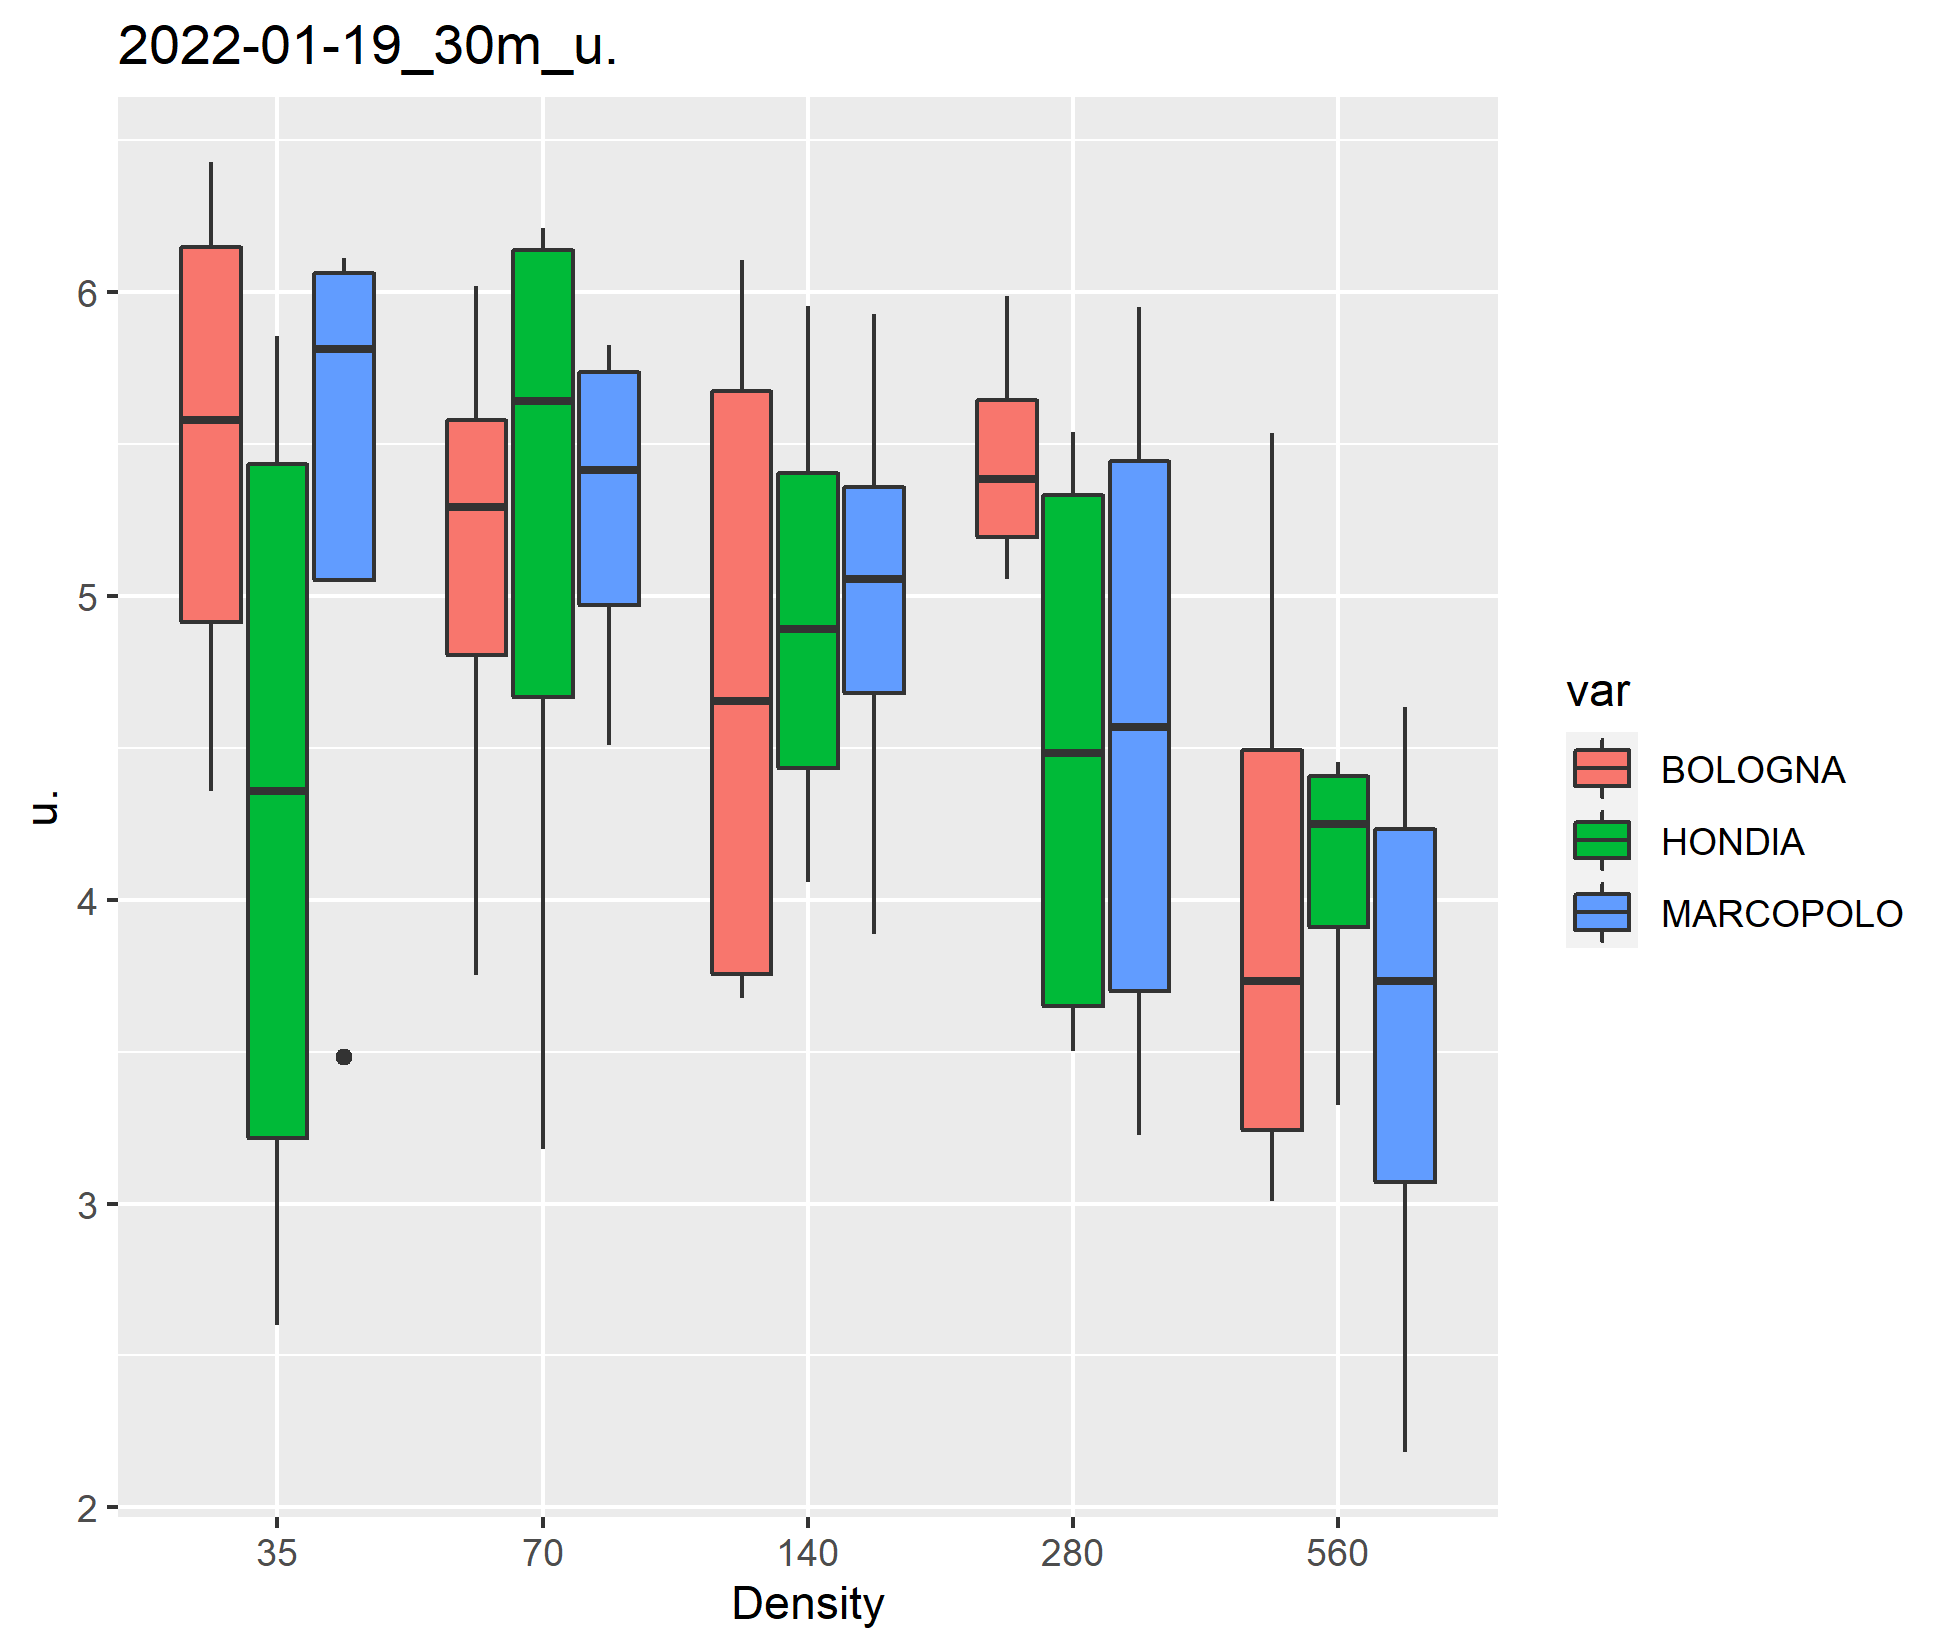 2022-01-19_30m_u.
6
5
4
3
2
u.
35 70 140 280 560
Density
var
BOLOGNA
HONDIA
MARCOPOLO